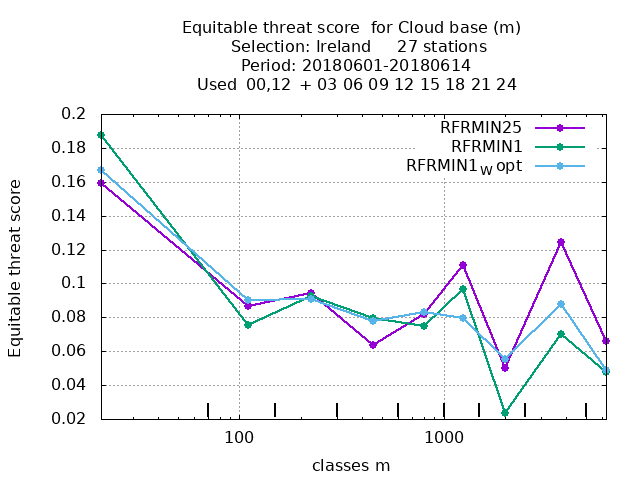 Equitable threat score  for Cloud base (m)
Selection: Ireland     27 stations
Period: 20180601-20180614
Used  00,12  + 03 06 09 12 15 18 21 24
0.2
0.18
0.16
0.14
0.12
0.1
0.08
0.06
0.04
0.02
Equitable threat score
RFRMIN25
RFRMIN1
RFRMIN1W opt
100
1000
classes m